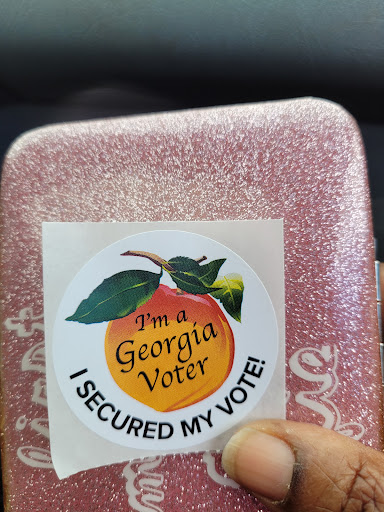 I'm a
Georgia
Voter
I SECURED MY VOTE!